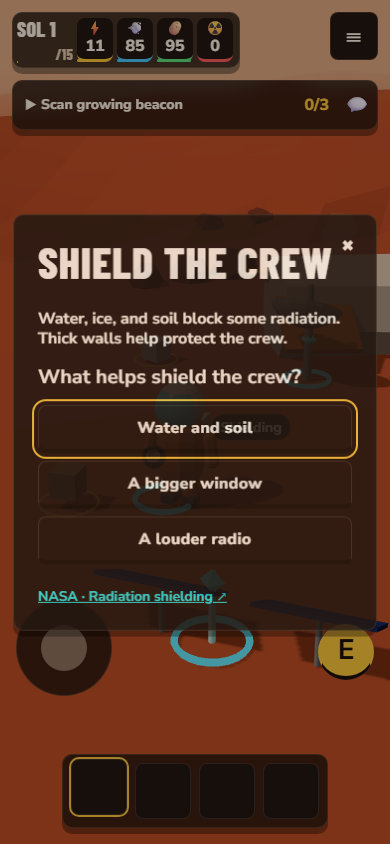 SOL 1
/15
11
85
95
0
▶ Scan growing beacon
0/3
SHIELD THE CREW
✖
Water, ice, and soil block some radiation.
Thick walls help protect the crew.
What helps shield the crew?
Water and soil
A bigger window
A louder radio
NASA · Radiation shielding ↗
E